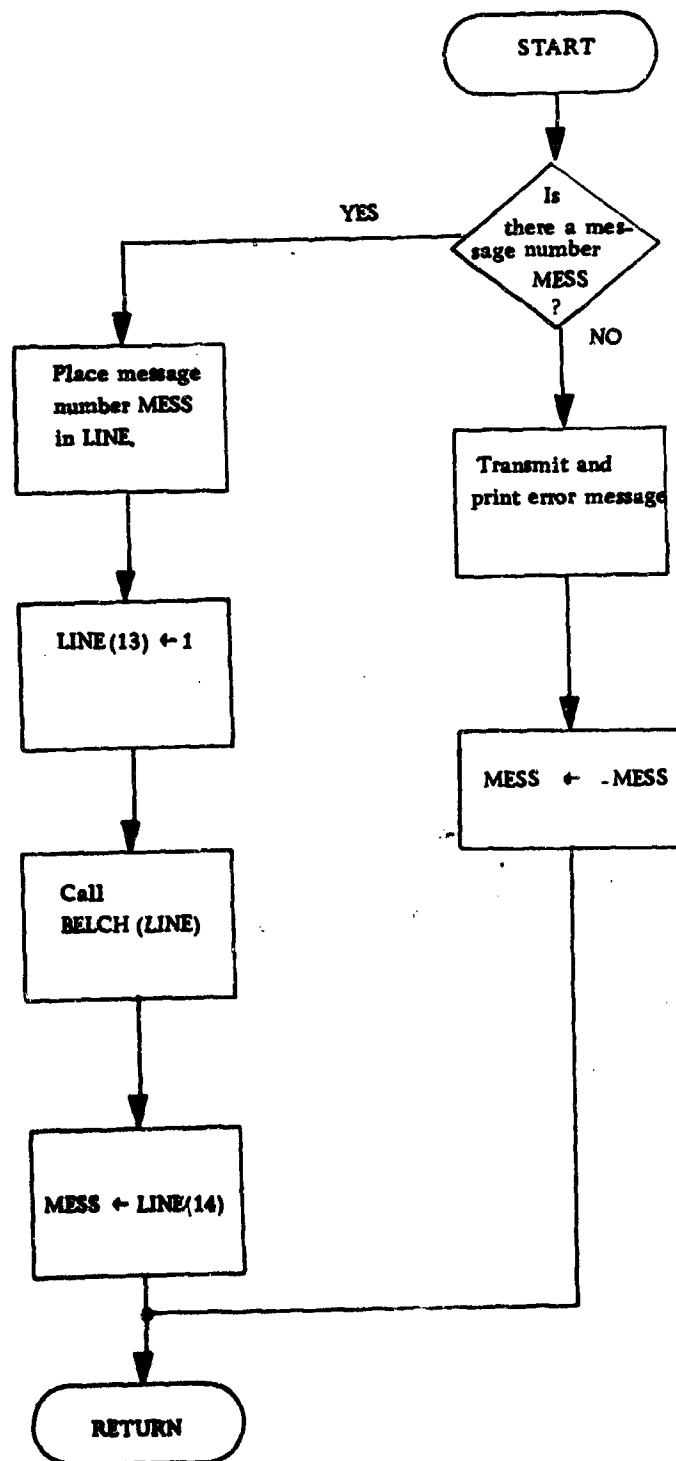 START
Is
there a mes-
sage number
MESS
?
YES
NO
Place message
number MESS
in LINE.
Transmit and
print error message
LINE(13) ← 1
MESS ← -MESS
Call
BELCH (LINE)
MESS ← LINE(14)
RETURN